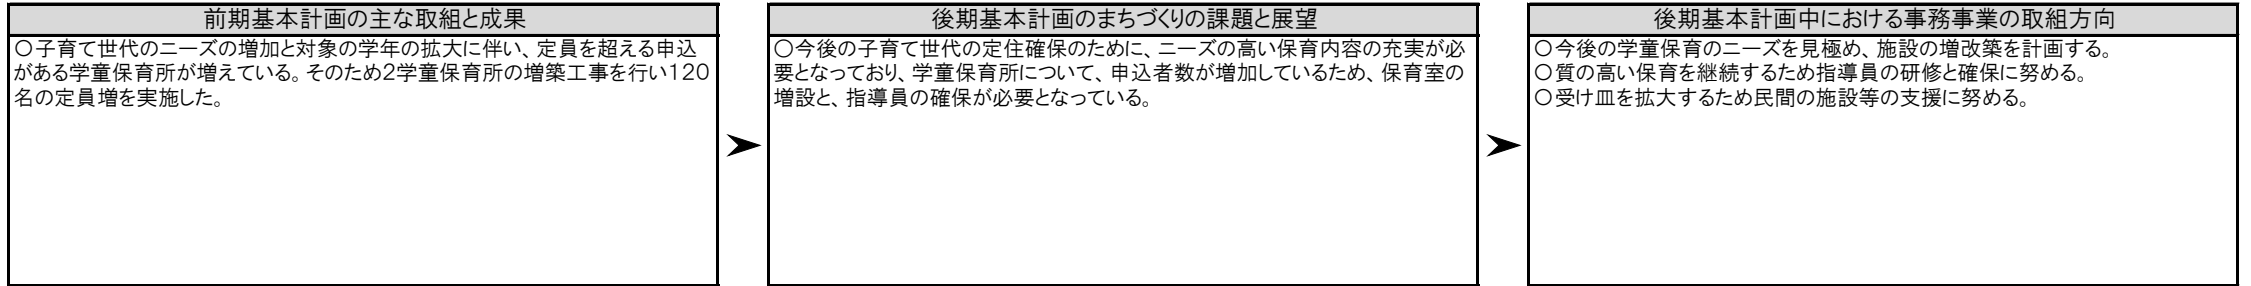 前期基本計画の主な取組と成果
〇子育て世代のニーズの増加と対象の学年の拡大に伴い、定員を超える申込
がある学童保育所が増えている。そのため2学童保育所の増築工事を行い120
名の定員増を実施した。
後期基本計画のまちづくりの課題と展望
〇今後の子育て世代の定住確保のために、ニーズの高い保育内容の充実が必
要となっており、学童保育所について、申込者数が増加しているため、保育室の
増設と、指導員の確保が必要となっている。
後期基本計画中における事務事業の取組方向
〇今後の学童保育のニーズを見極め、施設の増改築を計画する。
〇質の高い保育を継続するため指導員の研修と確保に努める。
〇受け皿を拡大するため民間の施設等の支援に努める。